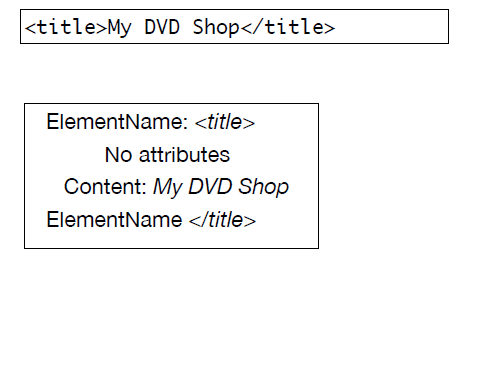 <title>My DVD Shop</title>
ElementName: <title>
No attributes
Content: My DVD Shop
ElementName </title>